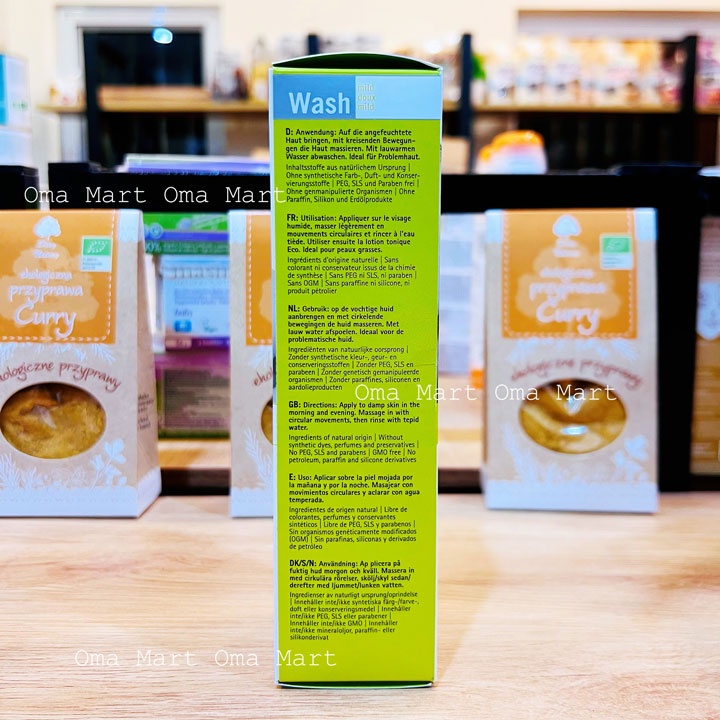 Wash
mild
doux
mild
D: Anwendung: Auf die angefeuchtete
Haut bringen, mit kreisenden Bewegun-
gen die Haut massieren. Mit lauwarmen
Wasser abwaschen. Ideal für Problemhaut.
Inhaltsstoffe aus natürlichem Ursprung |
Ohne synthetische Farb-, Duft- und Konser-
vierungsstoffe | PEG, SLS und Paraben frei |
Ohne genmanipulierte Organismen | Ohne
Paraffin, Silikon und Erdölprodukte
FR: Utilisation: Appliquer sur le visage
humide, masser légèrement en
mouvements circulaires et rincer à l'eau
tiède. Utiliser ensuite la lotion tonique
Eco. Ideal pour peaux grasses.
Ingrédients d'origine naturelle | Sans
colorant ni conservateur issus de la chimie
de synthèse | Sans PEG ni SLS, ni paraben |
Sans OGM | Sans paraffine ni silicone, ni
produit pétrolier
NL: Gebruik: op de vochtige huid
aanbrengen en met cirkelende
bewegingen de huid masseren. Met
lauw water afspoelen. Ideaal voor de
problematische huid.
Ingrediënten van natuurlijke oorsprong |
Zonder synthetische kleur-, geur- en
conserveringsstoffen | Zonder PEG, SLS en
paraben | Zonder genetisch gemanipuleerde
organismen | Zonder paraffines, siliconen en
aardolieproducten
GB: Directions: Apply to damp skin in the
morning and evening. Massage in with
circular movements, then rinse with tepid
water.
Ingredients of natural origin | Without
synthetic dyes, perfumes and preservatives |
No PEG, SLS and parabens | GMO free | No
petroleum, paraffin and silicone derivatives
E: Uso: Aplicar sobre la piel mojada por
la mañana y por la noche. Masajear con
movimientos circulares y aclarar con agua
temperada.
Ingredientes de origen natural | Libre de
colorantes, perfumes y conservantes
sintéticos | Libre de PEG, SLS y parabenos |
Sin organismos genéticamente modificados
(OGM) | Sin parafinas, siliconas y derivados
de petróleo
DK/S/N: Användning: Ap plicera på
fuktig hud morgon och kväll. Massera in
med cirkulära rörelser, skölj/skyl sedan/
derefter med ljummet/lunken vatten.
Ingredienser av naturligt ursprung/oprindelse
| Innehåller inte/ikke syntetiska färg-/farve-,
doft eller konserveringsmedel | Innehåller
inte/ikke PEG, SLS eller parabener |
Innehåller inte/ikke GMO | Innehåller
inte/ikke mineraloljor, paraffin- eller
silikonderivat
Oma Mart Oma Mart
Oma Mart Oma Mart
Oma Mart Oma Mart
ekologiczna
przyprawa
Curry
ekologiczne przyprawy
przyprawa
Curry
ekologiczne przyprawy